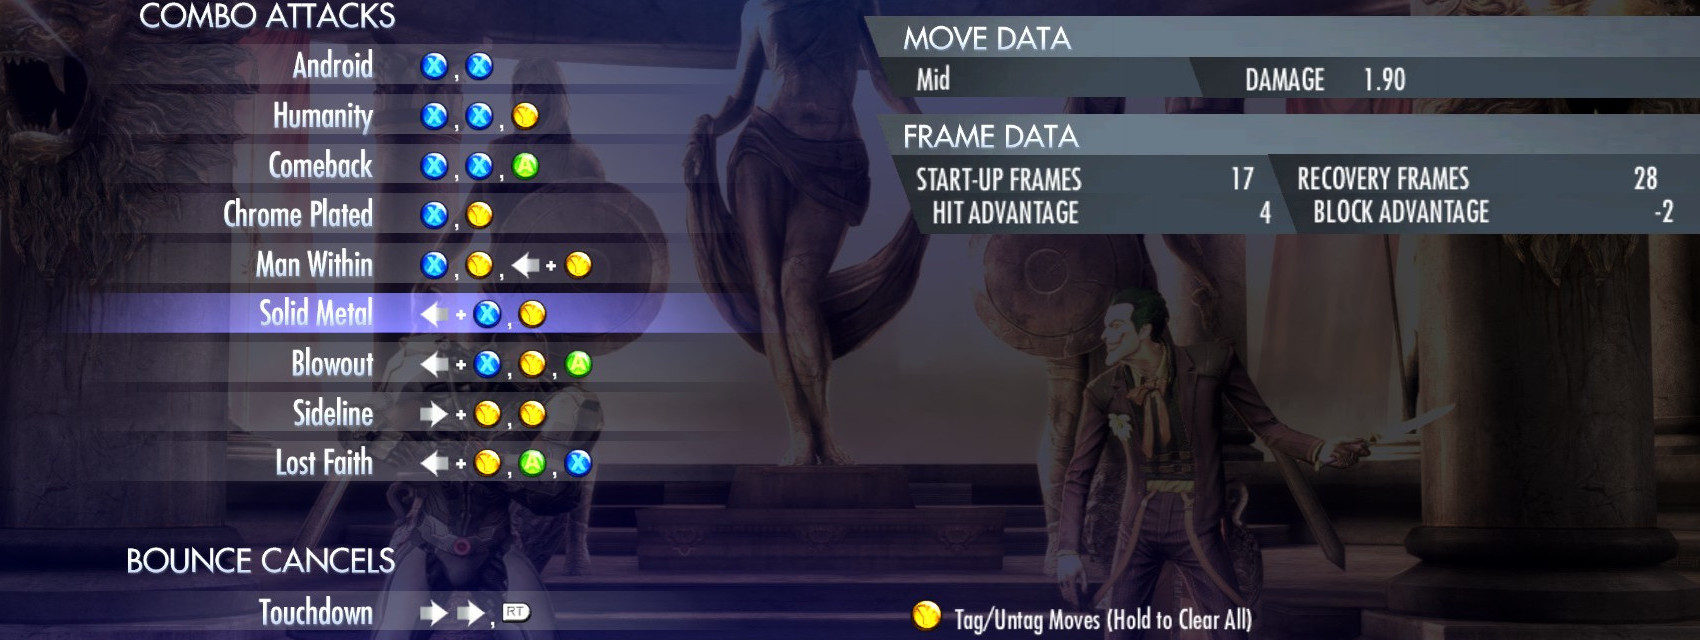 COMBO ATTACKS
Android X , X
Humanity X , X , Y
Comeback X , X , A
Chrome Plated X , Y
Man Within X , Y , + Y
Solid Metal + X , Y
Blowout + X , Y , A
Sideline + Y , Y
Lost Faith + Y , A , X
BOUNCE CANCELS
Touchdown , RT
MOVE DATA
Mid DAMAGE 1.90
FRAME DATA
START-UP FRAMES 17 RECOVERY FRAMES 28
HIT ADVANTAGE 4 BLOCK ADVANTAGE -2
Y Tag/Untag Moves (Hold to Clear All)